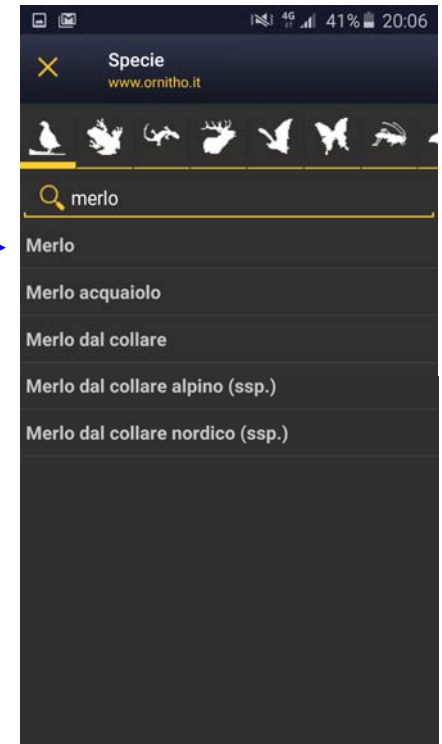 4G 41% 20:06
Specie
www.ornitho.it
merlo
Merlo
Merlo acquaiolo
Merlo dal collare
Merlo dal collare alpino (ssp.)
Merlo dal collare nordico (ssp.)